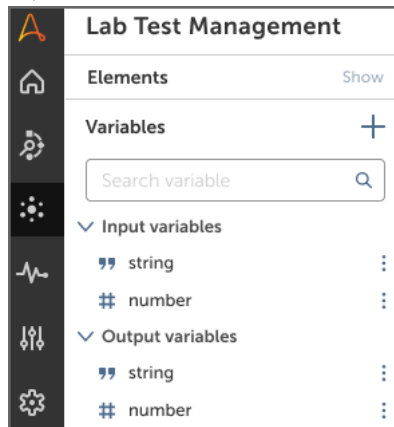 Lab Test Management
Elements Show
Variables
Search variable
Input variables
string
number
Output variables
string
number